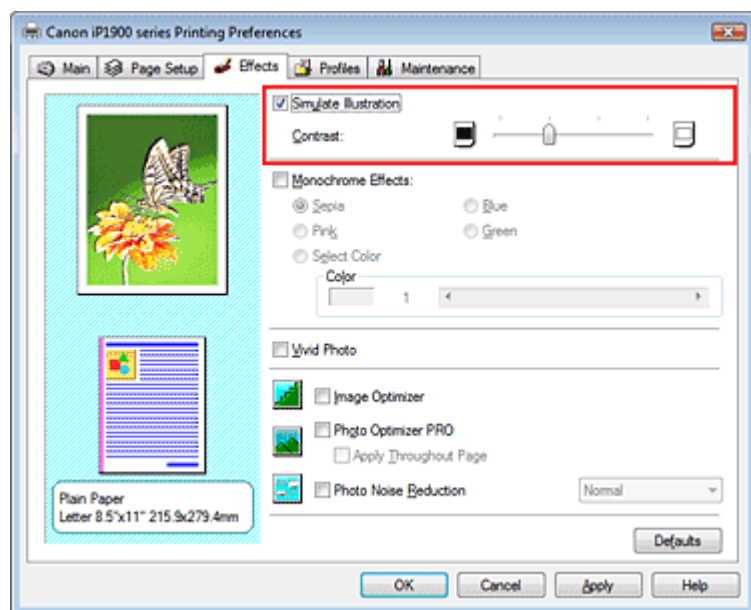 Canon iP1900 series Printing Preferences
Main Page Setup Effects Profiles Maintenance
Simulate Illustration
Contrast:
Monochrome Effects:
Sepia Blue
Pink Green
Select Color
Color
1
Vivid Photo
Image Optimizer
Photo Optimizer PRO
Apply Throughout Page
Photo Noise Reduction Normal
Plain Paper
Letter 8.5"x11" 215.9x279.4mm
Defaults
OK Cancel Apply Help